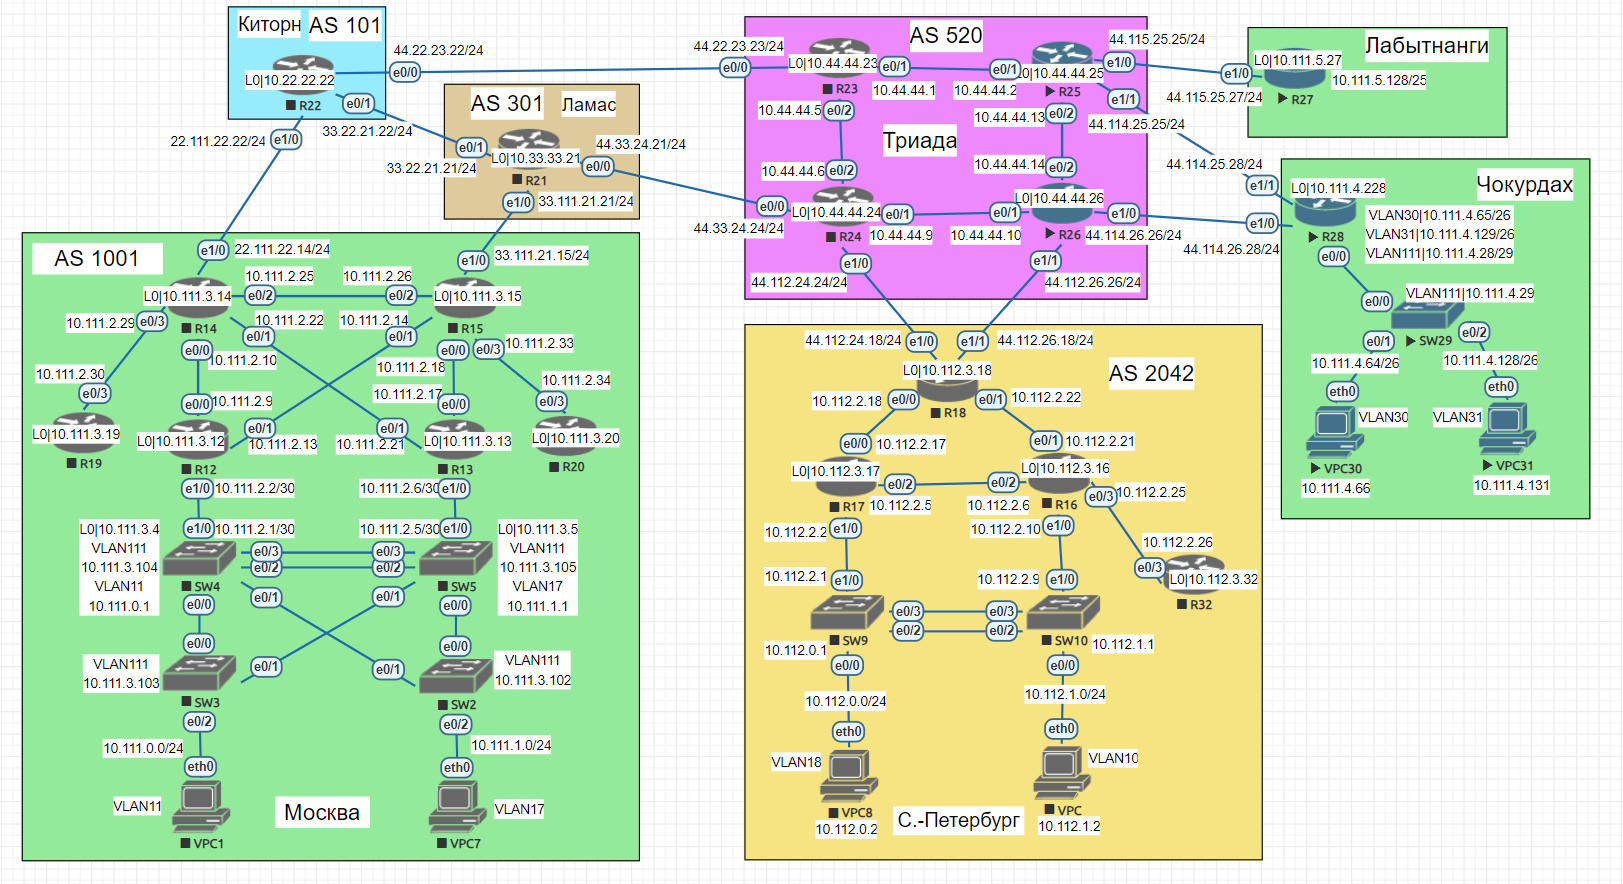 Киторн
AS 101
L0|10.22.22.22
R22
e0/0
44.22.23.22/24
e0/1
33.22.21.22/24
22.111.22.22/24
e1/0
AS 301
Ламас
L0|10.33.33.21
R21
e0/1
33.22.21.21/24
44.33.24.21/24
e0/0
e1/0
33.111.21.21/24
AS 520
Триада
44.22.23.23/24
e0/0
L0|10.44.44.23
R23
e0/1
10.44.44.1
10.44.44.5
e0/2
e0/1
10.44.44.2
L0|10.44.44.25
R25
44.115.25.25/24
e1/0
e1/1
44.114.25.25/24
10.44.44.13
e0/2
10.44.44.6
e0/2
e0/0
44.33.24.24/24
L0|10.44.44.24
R24
e0/1
10.44.44.9
e1/0
44.112.24.24/24
10.44.44.14
e0/2
e0/1
10.44.44.10
L0|10.44.44.26
R26
e1/0
44.114.26.26/24
e1/1
44.112.26.26/24
Лабытнанги
L0|10.111.5.27
10.111.5.128/25
R27
e1/0
44.115.25.27/24
Чокурдах
44.114.25.28/24
e1/1
L0|10.111.4.228
R28
e1/0
44.114.26.28/24
VLAN30|10.111.4.65/26
VLAN31|10.111.4.129/26
VLAN111|10.111.4.28/29
e0/0
e0/0
VLAN111|10.111.4.29
SW29
e0/1
e0/2
10.111.4.64/26
10.111.4.128/26
eth0
eth0
VLAN30
VLAN31
VPC30
VPC31
10.111.4.66
10.111.4.131
AS 1001
e1/0
22.111.22.14/24
e1/0
33.111.21.15/24
L0|10.111.3.14
R14
10.111.2.25
e0/2
10.111.2.26
e0/2
L0|10.111.3.15
R15
10.111.2.29
e0/3
10.111.2.22
e0/1
10.111.2.14
e0/1
e0/0
10.111.2.10
10.111.2.18
e0/0
e0/3
10.111.2.33
10.111.2.30
e0/3
L0|10.111.3.19
R19
e0/0
10.111.2.9
L0|10.111.3.12
R12
e0/1
10.111.2.13
10.111.2.17
e0/0
e0/1
10.111.2.21
L0|10.111.3.13
R13
10.111.2.34
e0/3
L0|10.111.3.20
R20
e1/0
10.111.2.2/30
10.111.2.6/30
e1/0
e1/0
10.111.2.1/30
10.111.2.5/30
e1/0
L0|10.111.3.4
VLAN111
10.111.3.104
VLAN11
10.111.0.1
SW4
e0/3
e0/2
e0/3
e0/2
L0|10.111.3.5
VLAN111
10.111.3.105
VLAN17
10.111.1.1
SW5
e0/0
e0/1
e0/1
e0/0
e0/0
e0/1
e0/1
e0/0
VLAN111
10.111.3.103
SW3
VLAN111
10.111.3.102
SW2
e0/2
e0/2
10.111.0.0/24
10.111.1.0/24
eth0
eth0
VLAN11
VLAN17
VPC1
VPC7
Москва
AS 2042
44.112.24.18/24
e1/0
e1/1
44.112.26.18/24
L0|10.112.3.18
R18
10.112.2.18
e0/0
e0/1
10.112.2.22
e0/0
10.112.2.17
e0/1
10.112.2.21
L0|10.112.3.17
R17
e0/2
10.112.2.5
e0/2
10.112.2.6
L0|10.112.3.16
R16
e0/3
10.112.2.25
10.112.2.2
e1/0
10.112.2.10
e1/0
10.112.2.26
e0/3
L0|10.112.3.32
R32
10.112.2.1
e1/0
10.112.2.9
e1/0
SW9
e0/3
e0/2
e0/3
e0/2
SW10
10.112.0.1
10.112.1.1
e0/0
e0/0
10.112.0.0/24
10.112.1.0/24
eth0
eth0
VLAN18
VLAN10
VPC8
VPC
10.112.0.2
10.112.1.2
С.-Петербург